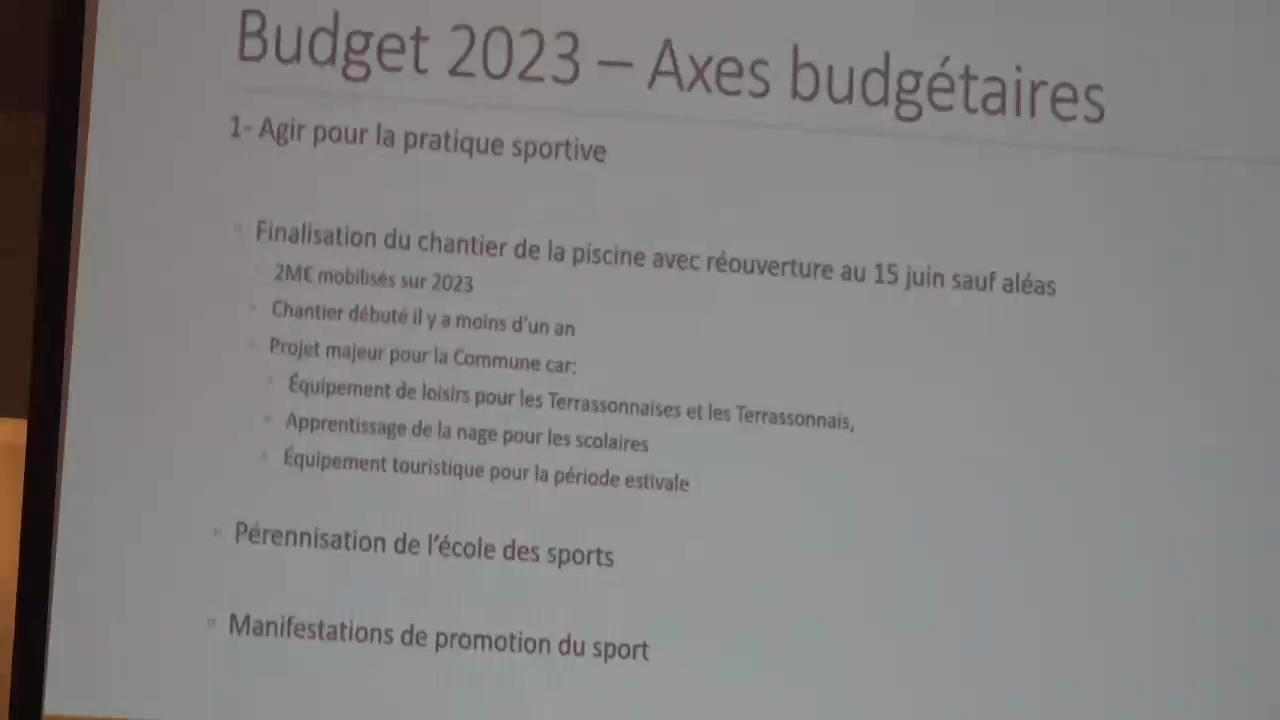 Budget 2023 – Axes budgétaires
1- Agir pour la pratique sportive
Finalisation du chantier de la piscine avec réouverture au 15 juin sauf aléas
2M€ mobilisés sur 2023
Chantier débuté il y a moins d'un an
Projet majeur pour la Commune car:
Équipement de loisirs pour les Terrassonnaises et les Terrassonnais,
Apprentissage de la nage pour les scolaires
Équipement touristique pour la période estivale
Pérennisation de l'école des sports
Manifestations de promotion du sport